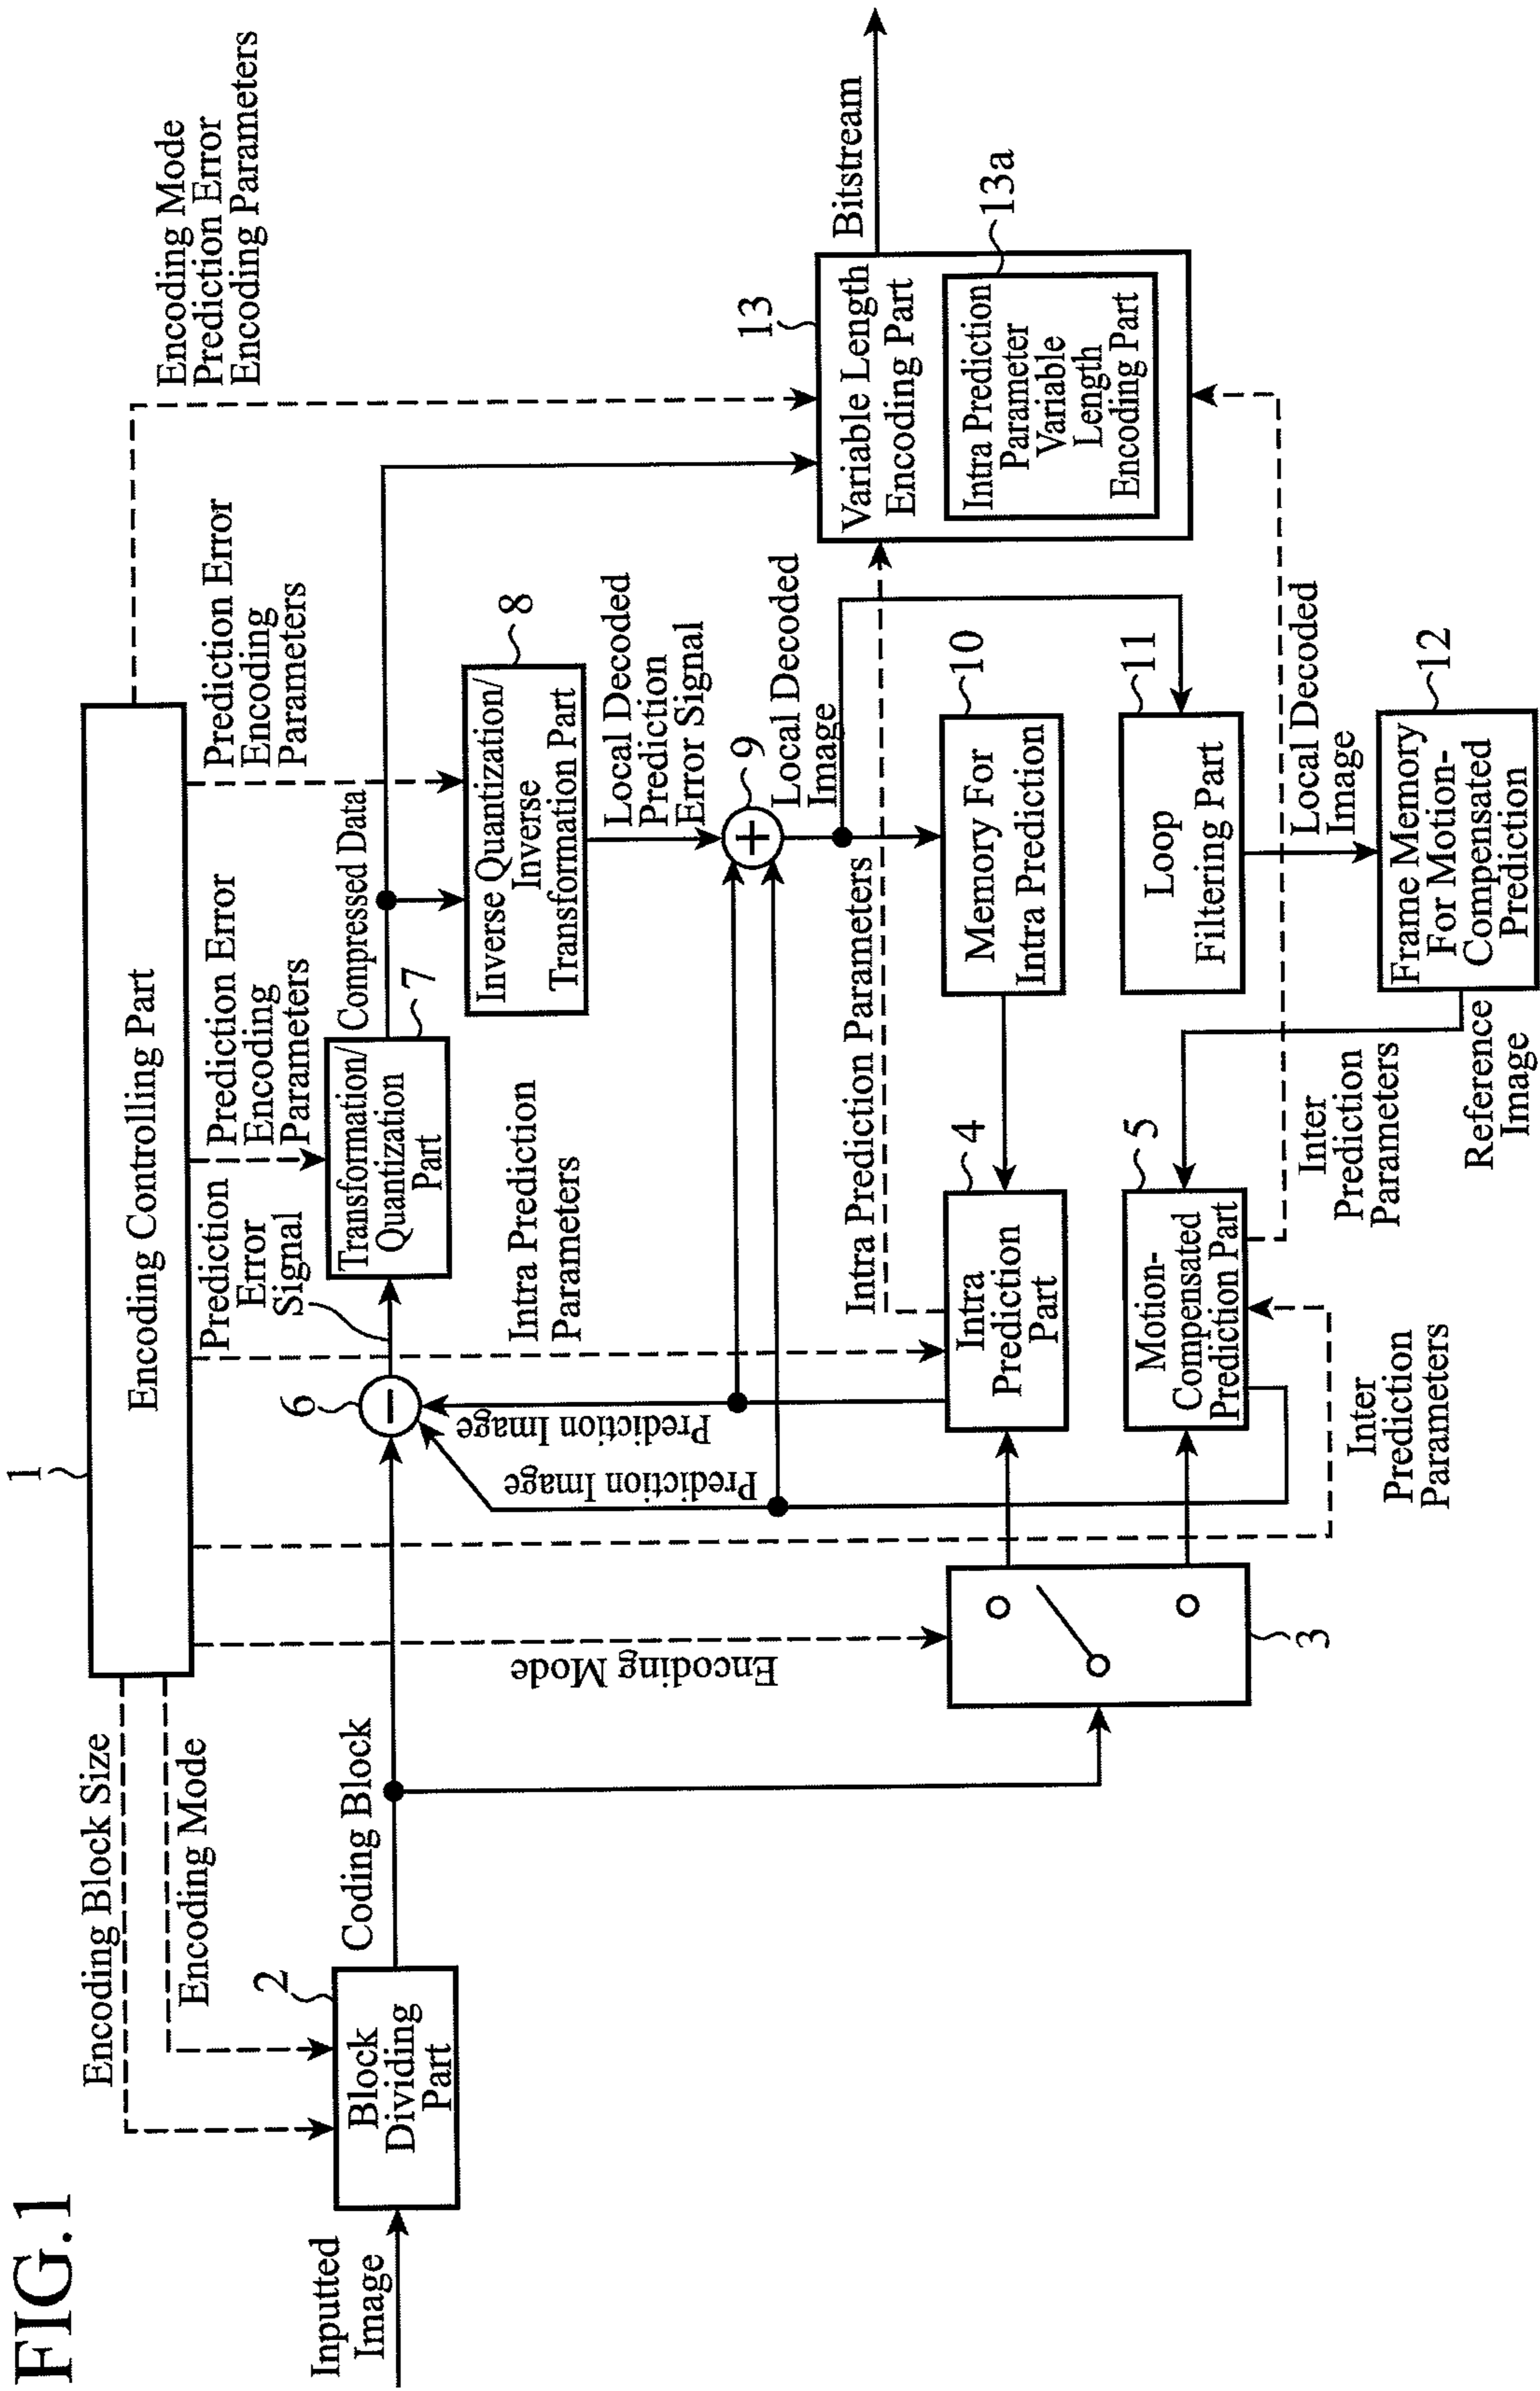 FIG.1
1
Encoding Controlling Part
Encoding Block Size
Encoding Mode
Inputted
Image
2
Block
Dividing
Part
Coding Block
Encoding Mode
3
6
Prediction
Error
Signal
Prediction Image
Prediction Image
Intra Prediction
Parameters
Prediction Error
Encoding
Parameters
7
Transformation/
Quantization
Part
Compressed Data
Prediction Error
Encoding
Parameters
8
Inverse Quantization/
Inverse
Transformation Part
Local Decoded
Prediction
Error Signal
9
Local Decoded
Image
Encoding Mode
Prediction Error
Encoding Parameters
13
Variable Length
Encoding Part
13a
Intra Prediction
Parameter
Variable
Length
Encoding Part
Bitstream
Intra Prediction Parameters
4
Intra
Prediction
Part
10
Memory For
Intra Prediction
5
Motion-
Compensated
Prediction Part
11
Loop
Filtering Part
Inter
Prediction
Parameters
Inter
Prediction
Parameters
Local Decoded
Image
12
Frame Memory
For Motion-
Compensated
Prediction
Reference
Image